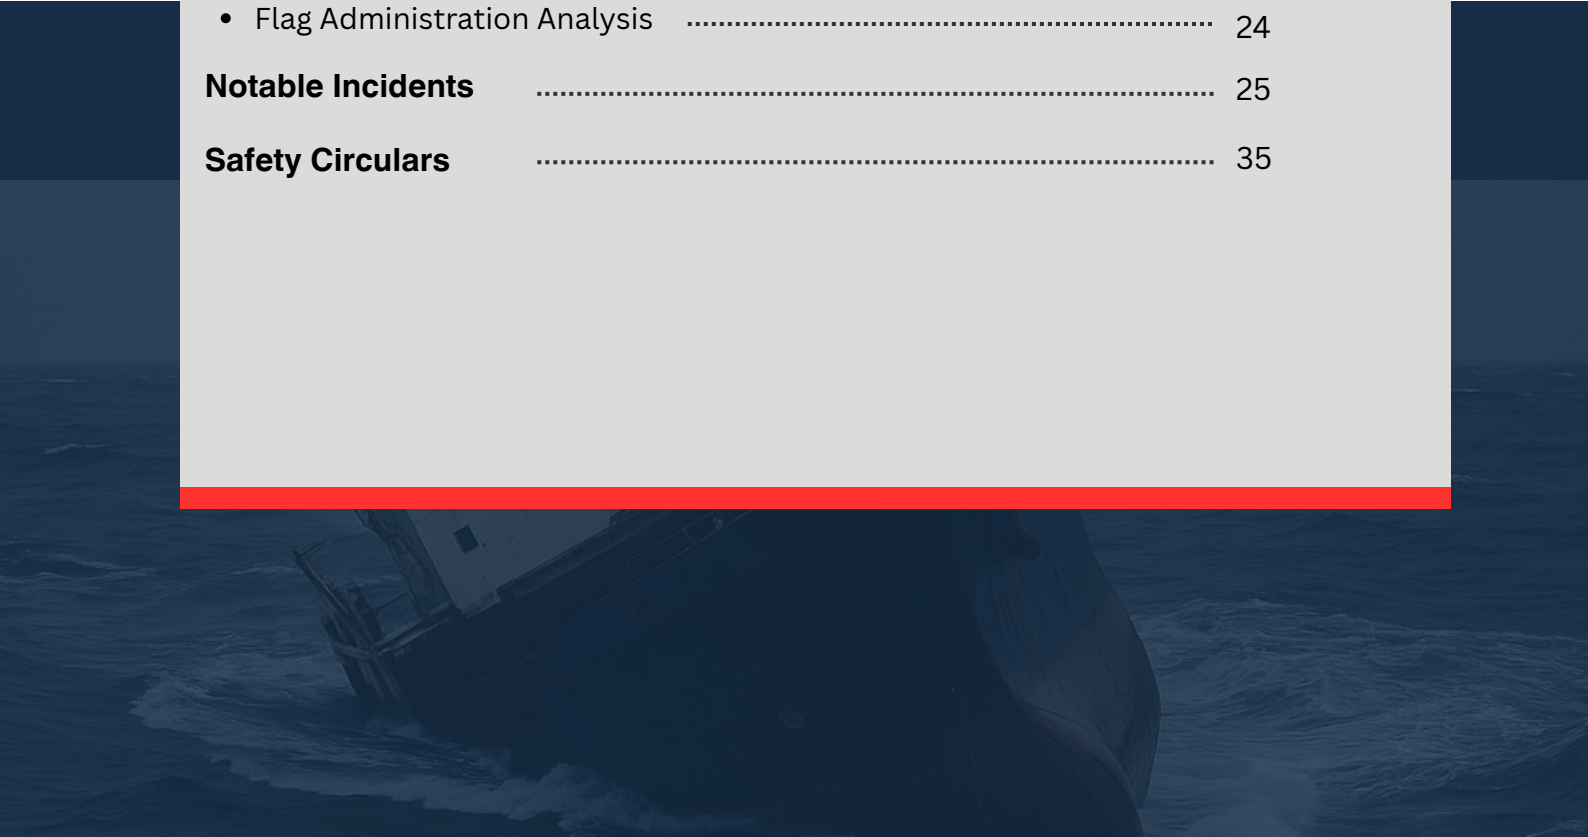 • Flag Administration Analysis ........ 24
Notable Incidents ........ 25
Safety Circulars ........ 35